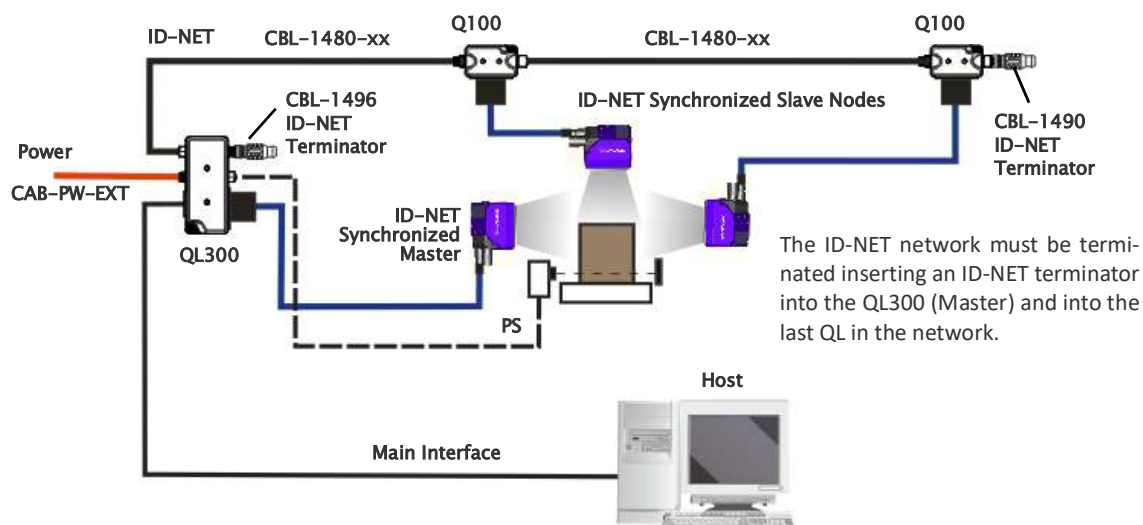 Q100
Q100
ID-NET
CBL-1480-xx
CBL-1480-xx
CBL-1496
ID-NET
Terminator
ID-NET Synchronized Slave Nodes
CBL-1490
ID-NET
Terminator
Power
CAB-PW-EXT
QL300
ID-NET
Synchronized
Master
The ID-NET network must be termi-
nated inserting an ID-NET terminator
into the QL300 (Master) and into the
last QL in the network.
PS
Host
Main Interface